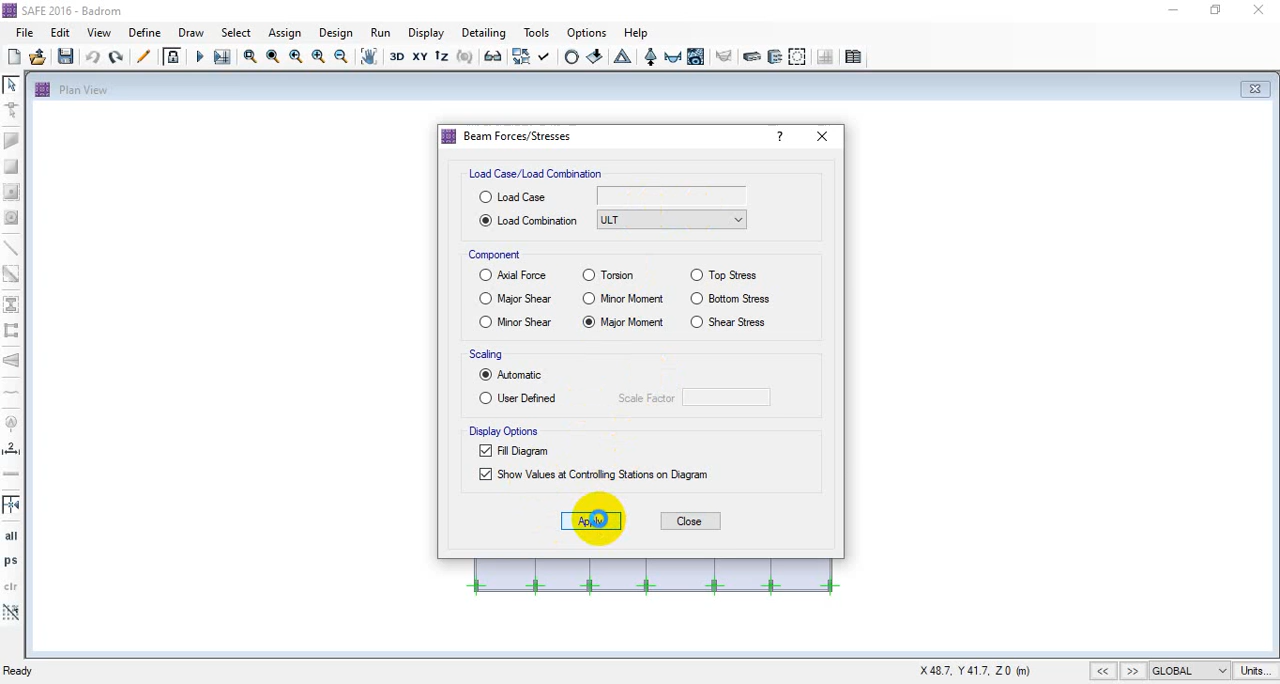 SAFE 2016 - Badrom
File Edit View Define Draw Select Assign Design Run Display Detailing Tools Options Help
3D XY
Plan View
Beam Forces/Stresses ?
Load Case/Load Combination
Load Case
Load Combination ULT
Component
Axial Force Torsion Top Stress
Major Shear Minor Moment Bottom Stress
Minor Shear Major Moment Shear Stress
Scaling
Automatic
User Defined Scale Factor
Display Options
Fill Diagram
Show Values at Controlling Stations on Diagram
Apply Close
2
all
ps
clr
Ready X 48.7, Y 41.7, Z 0 (m) << >> GLOBAL Units...